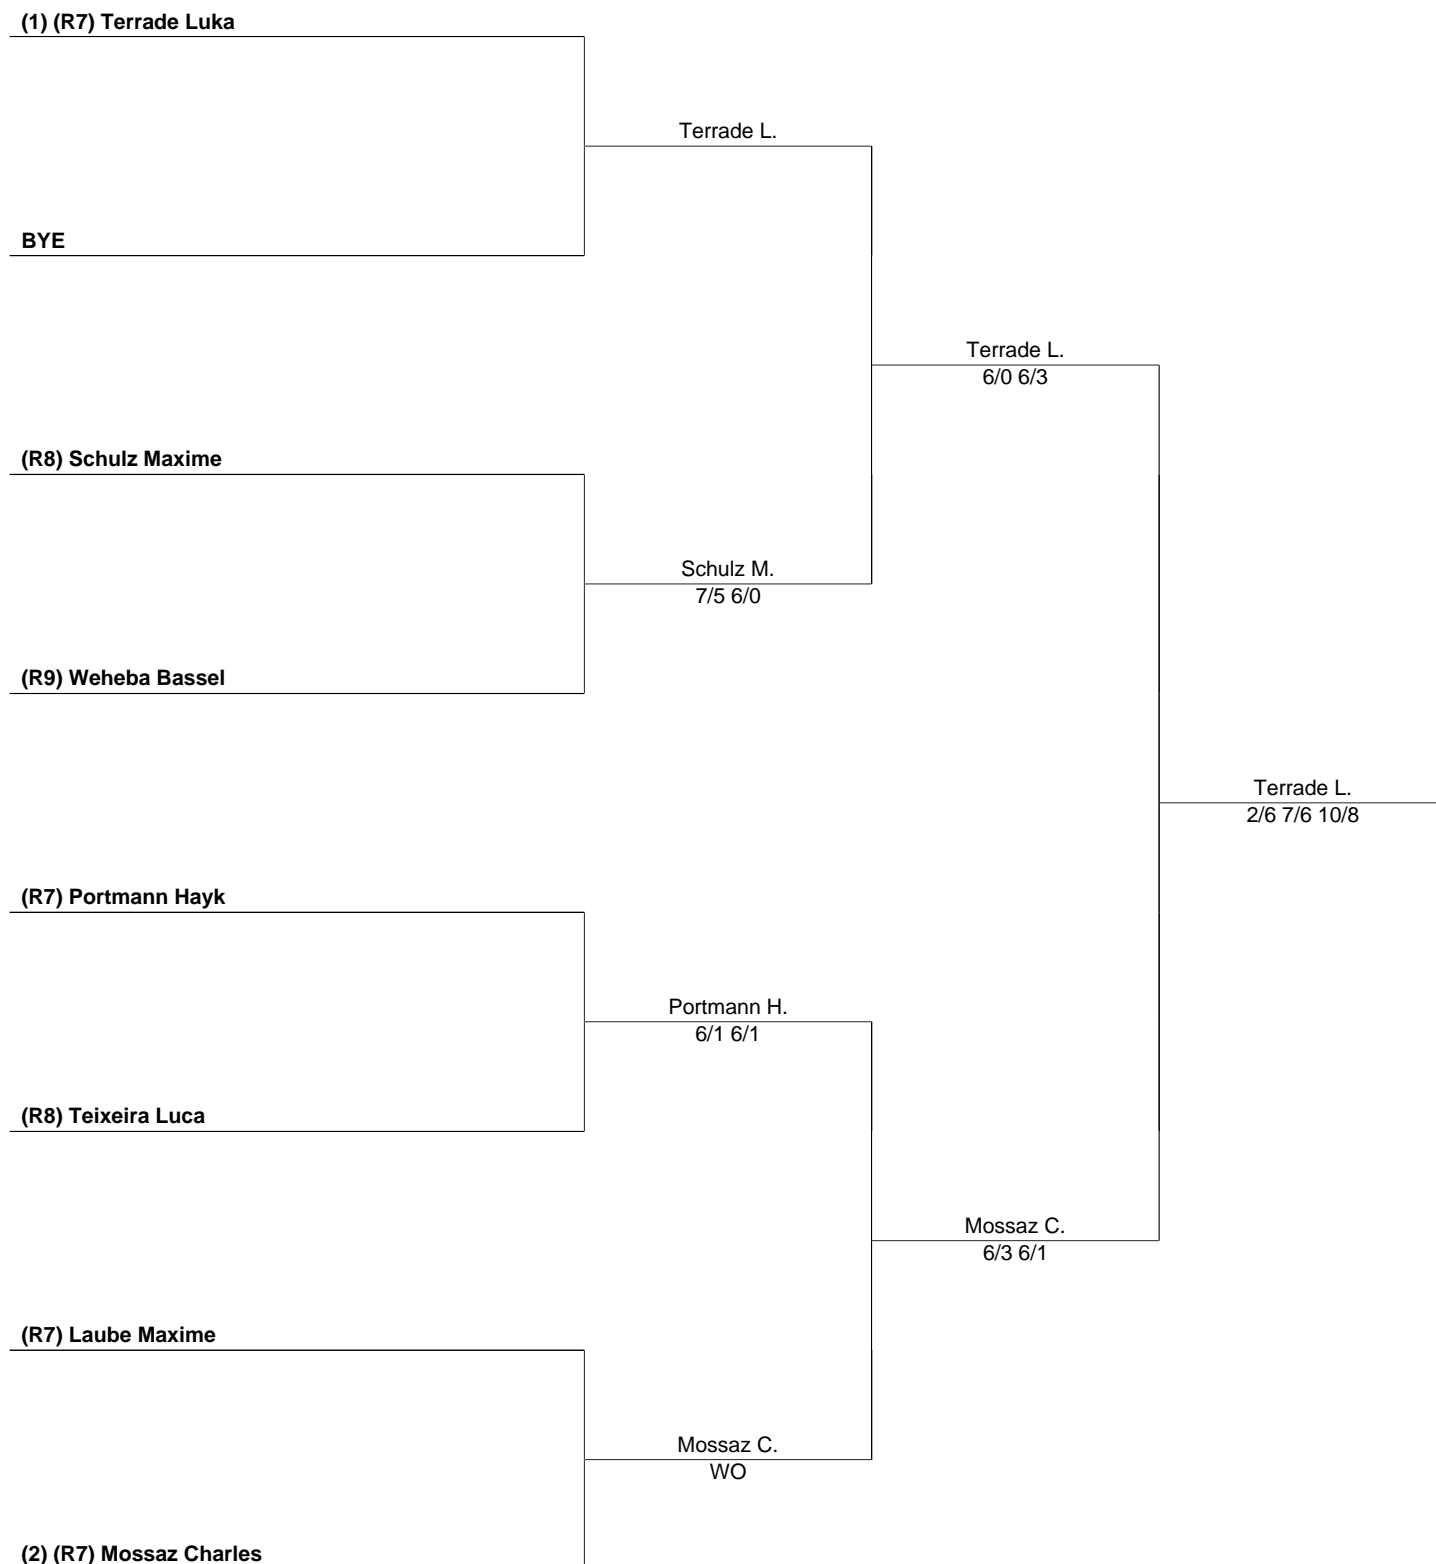 (1) (R7) Terrade Luka
Terrade L.
BYE
Terrade L.
6/0 6/3
(R8) Schulz Maxime
Schulz M.
7/5 6/0
(R9) Weheba Bassel
Terrade L.
2/6 7/6 10/8
(R7) Portmann Hayk
Portmann H.
6/1 6/1
(R8) Teixeira Luca
Mossaz C.
6/3 6/1
(R7) Laube Maxime
Mossaz C.
WO
(2) (R7) Mossaz Charles